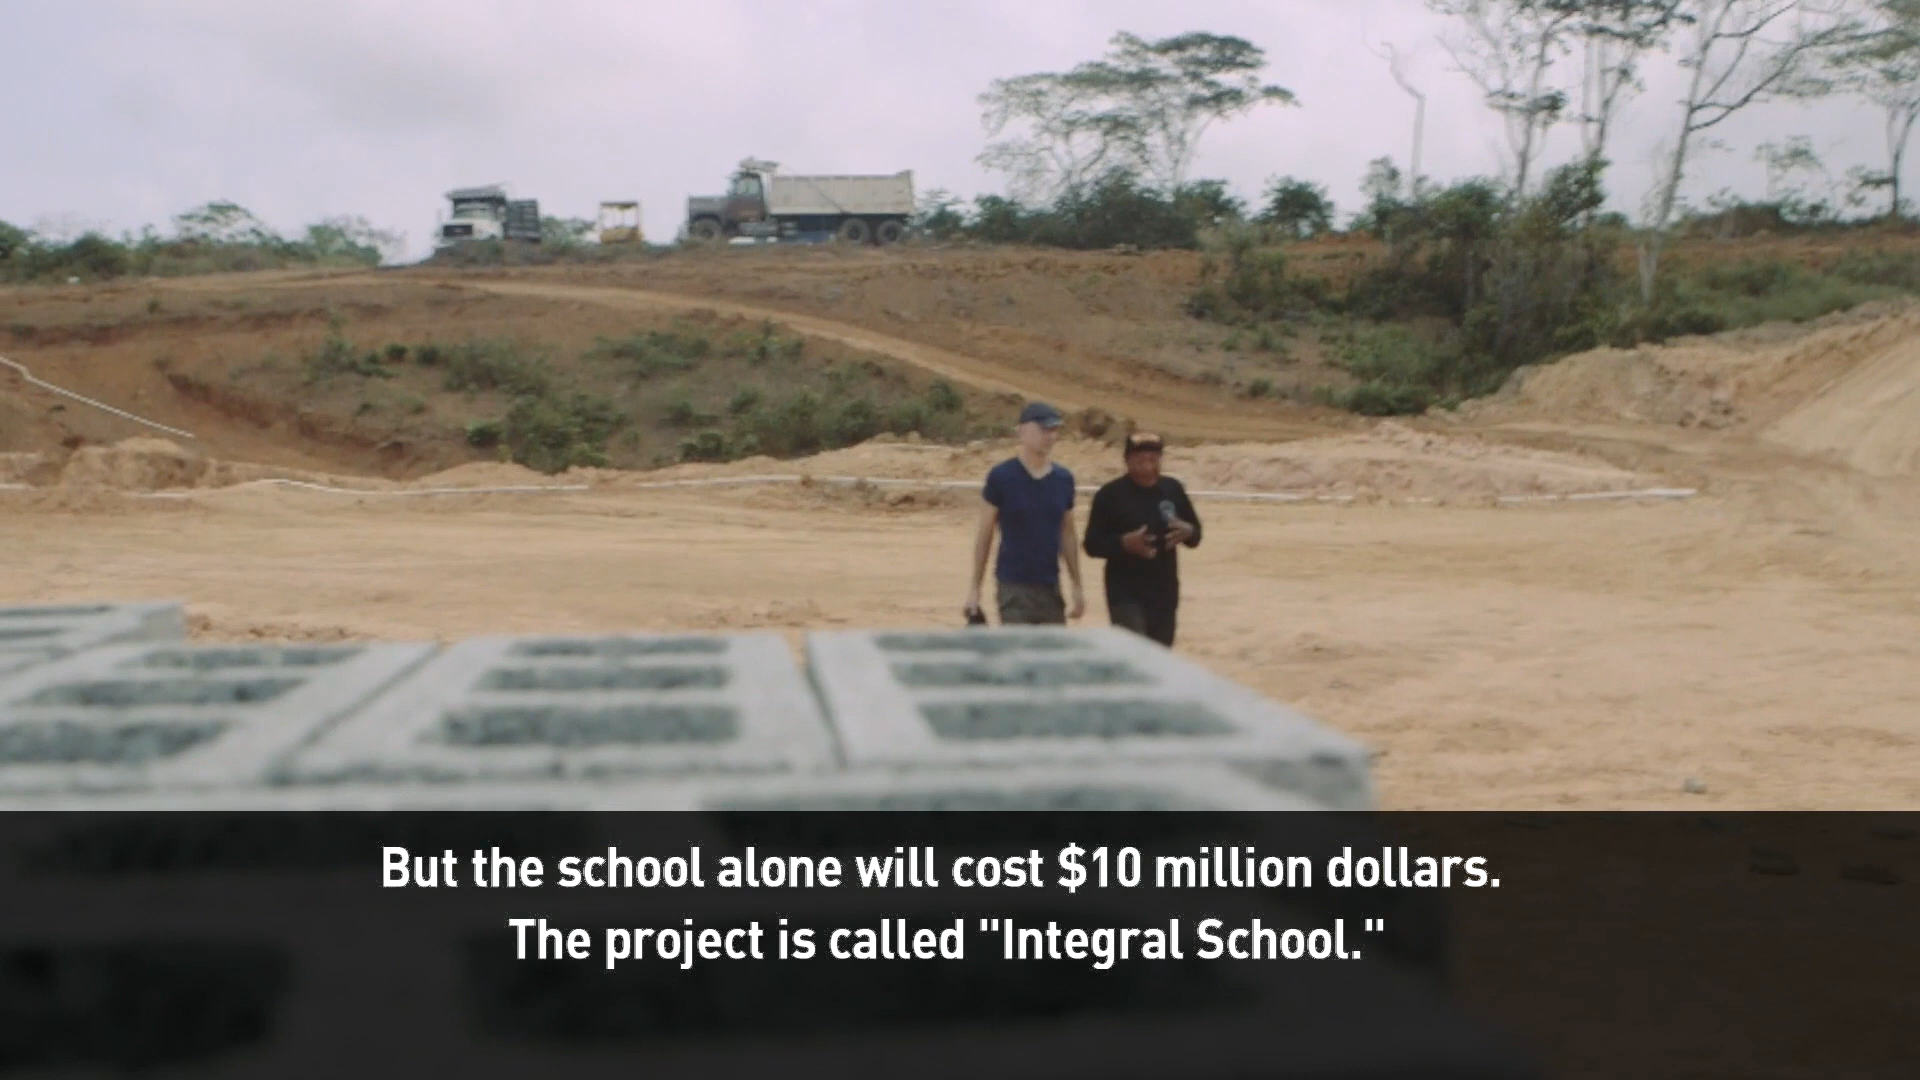 But the school alone will cost $10 million dollars.
The project is called "Integral School."